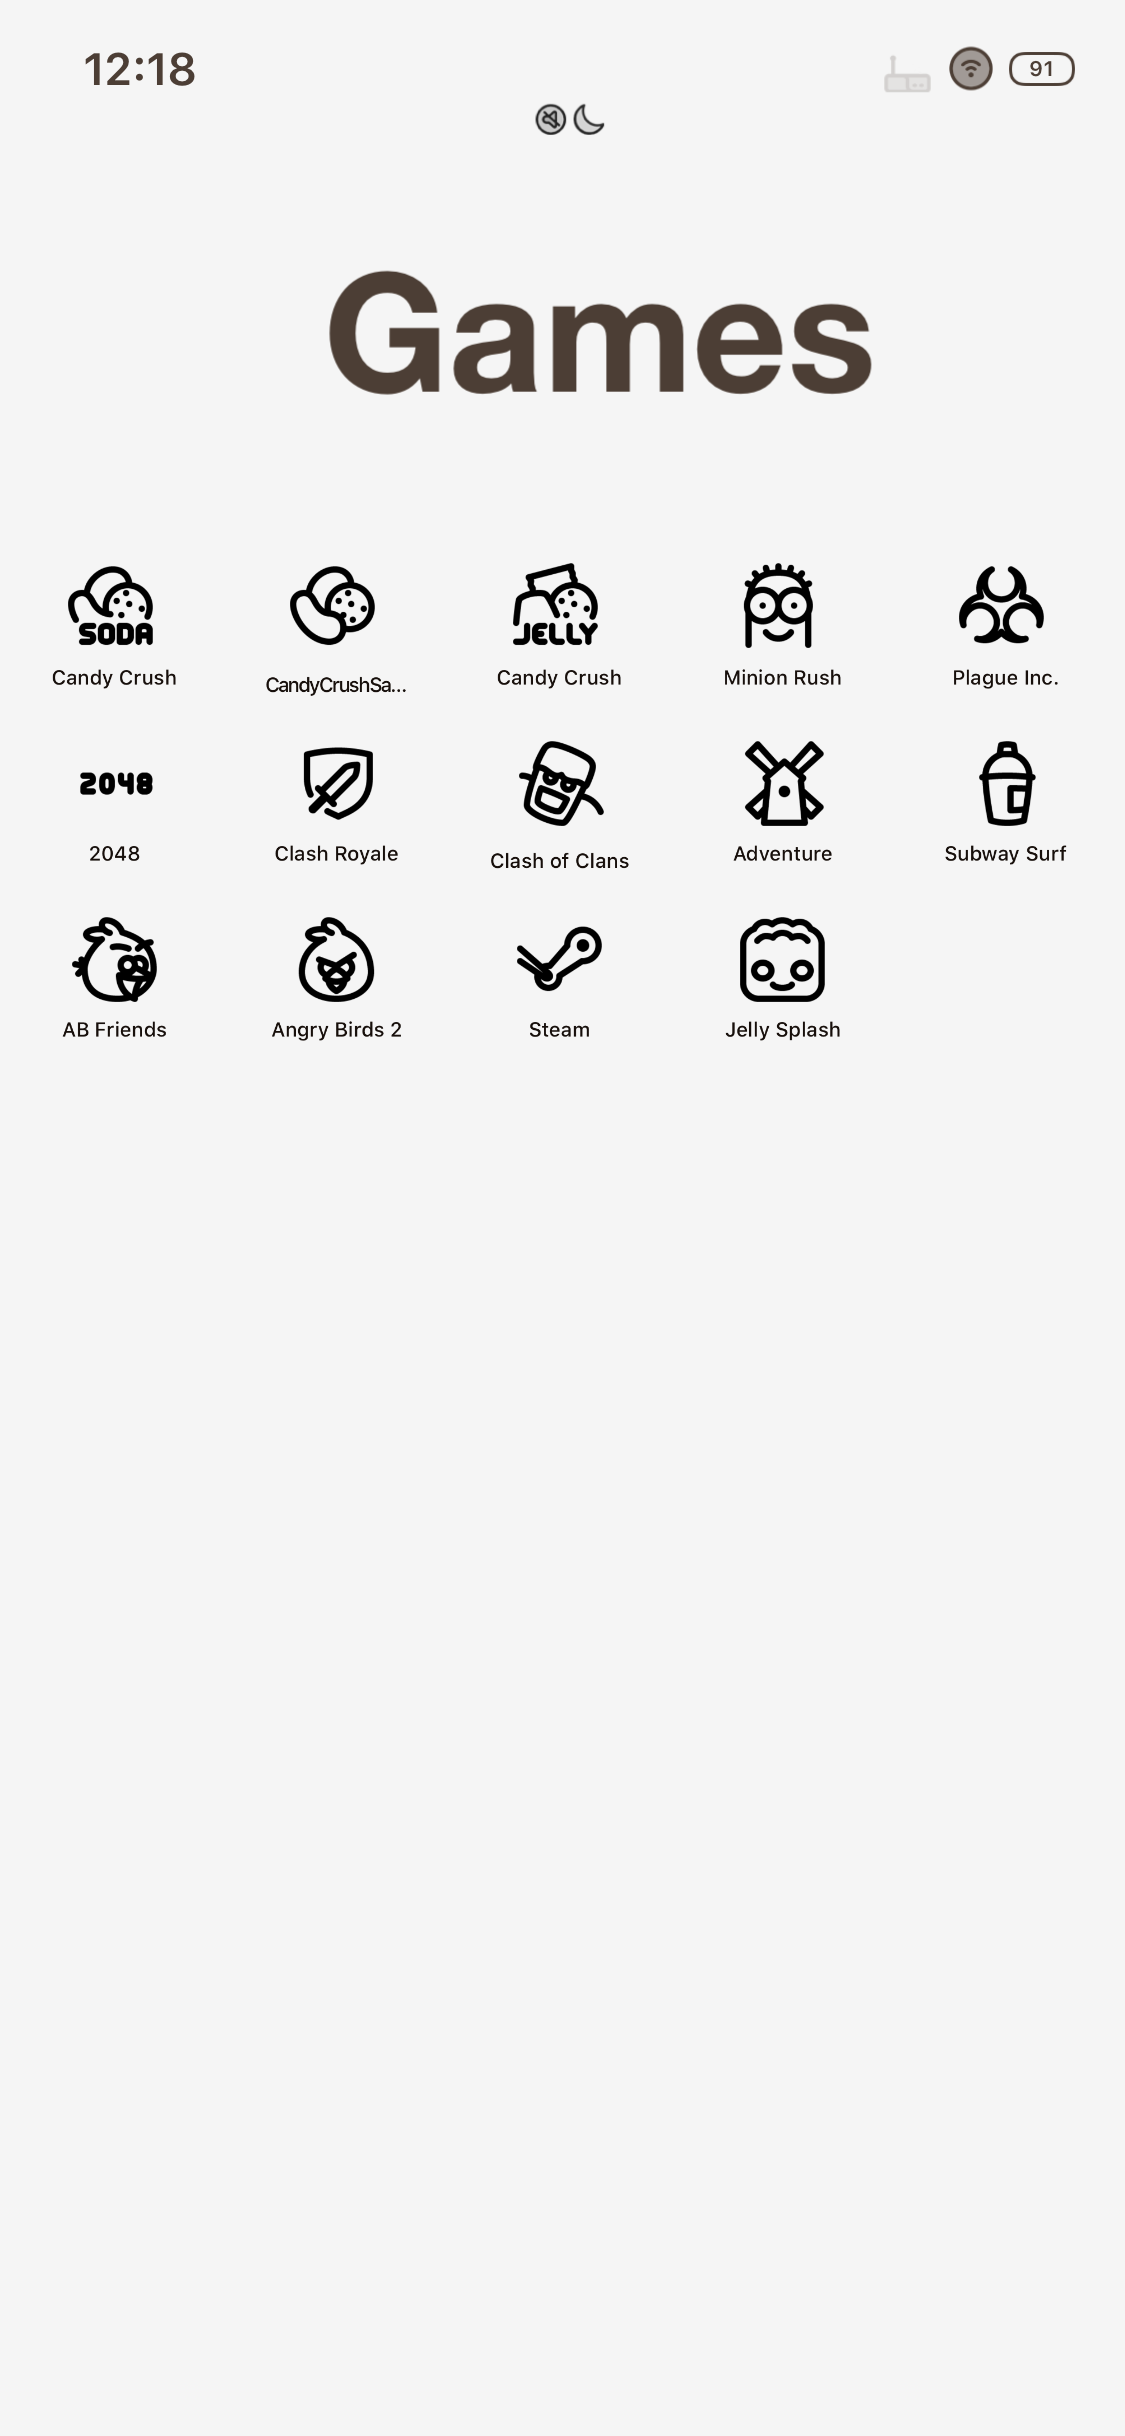 12:18
91
Games
SODA
JELLY
Candy Crush
CandyCrushSa...
Candy Crush
Minion Rush
Plague Inc.
2048
2048
Clash Royale
Clash of Clans
Adventure
Subway Surf
AB Friends
Angry Birds 2
Steam
Jelly Splash